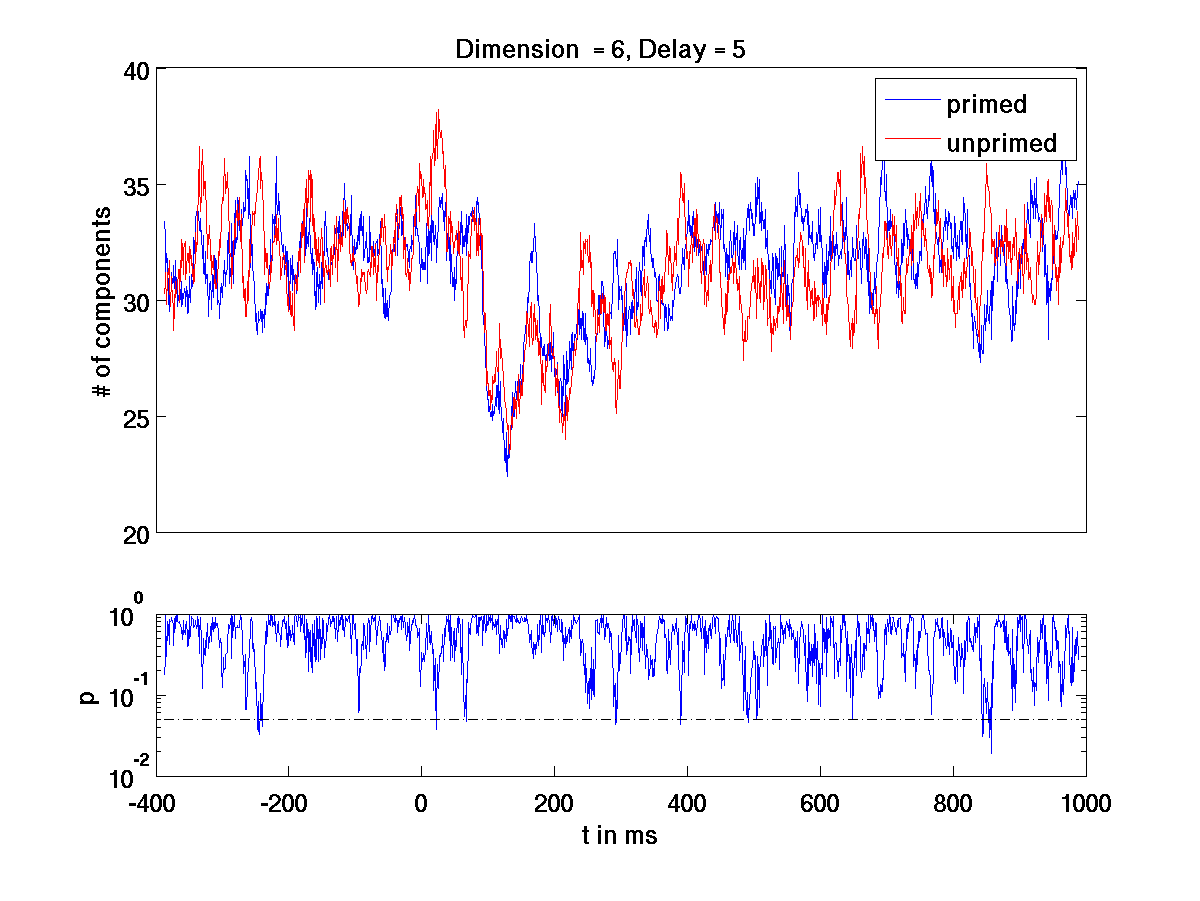 Dimension  = 6, Delay = 5
40
35
30
25
20
# of components
primed
unprimed
10^0
10^-1
10^-2
p
-400 -200 0 200 400 600 800 1000
t in ms